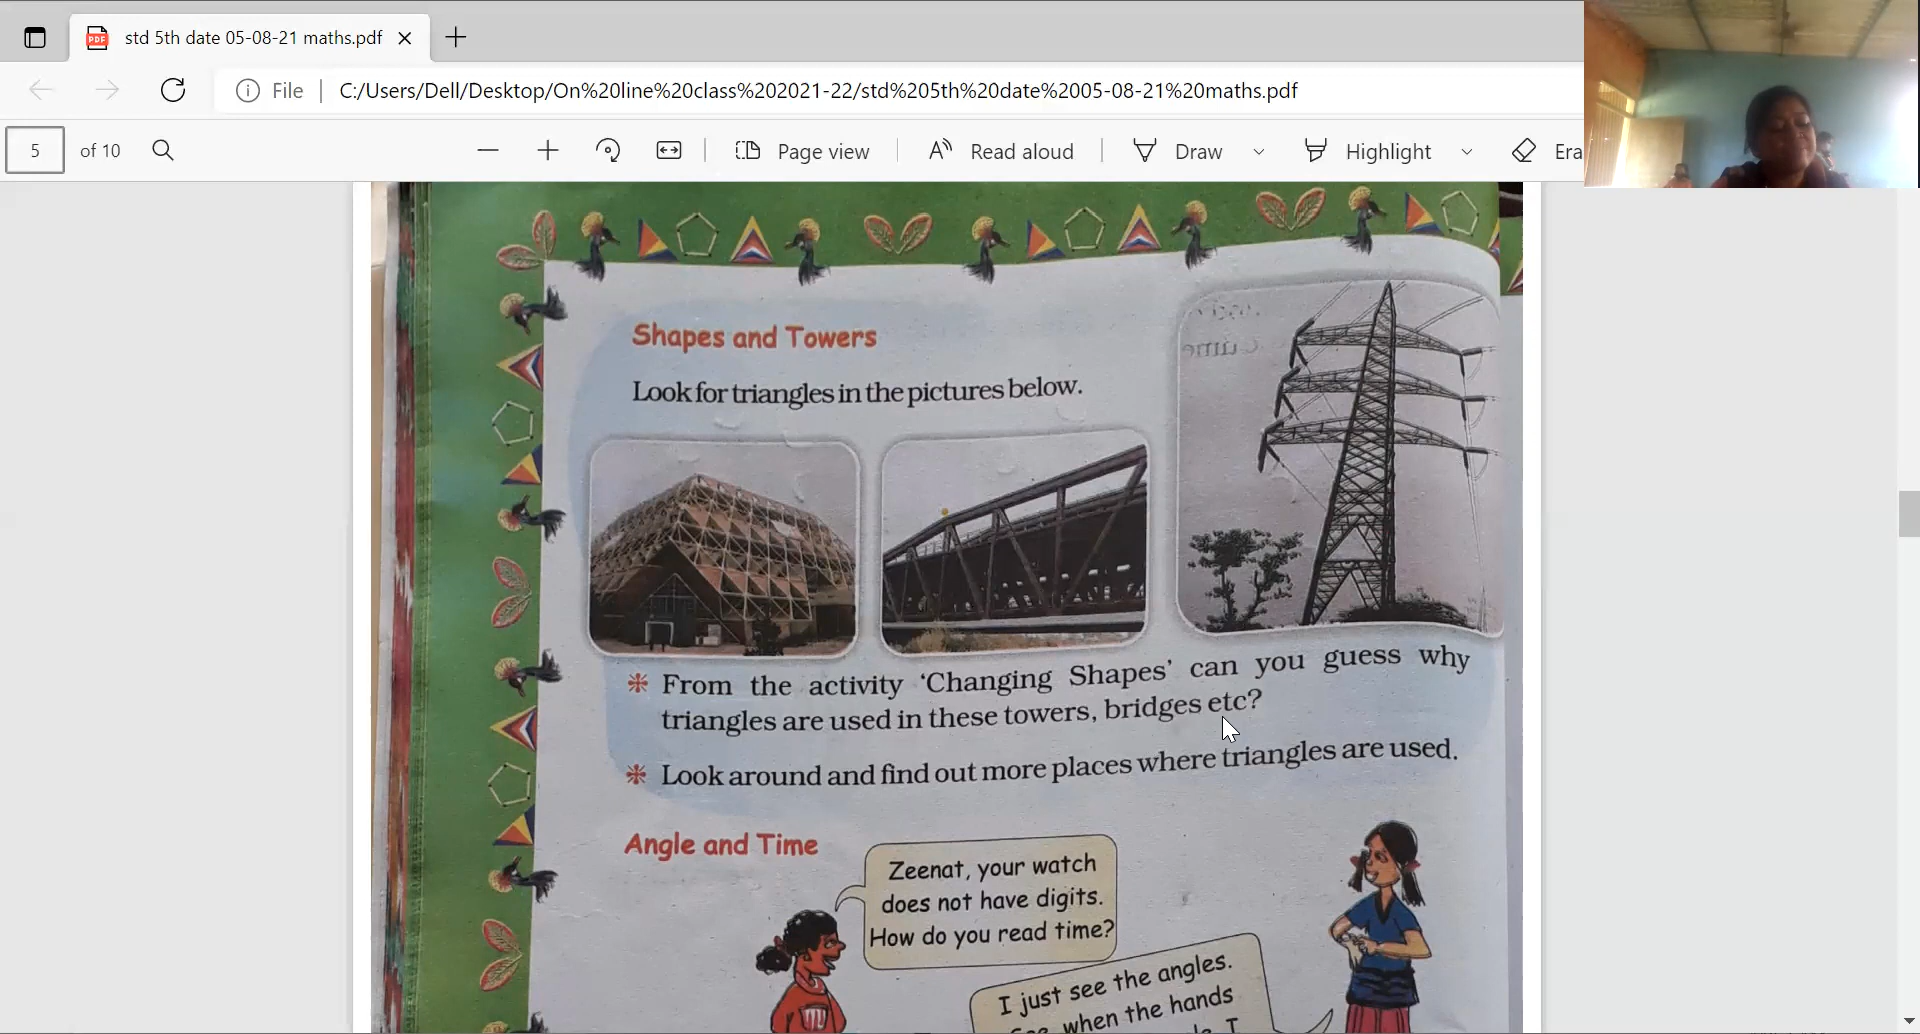 std 5th date 05-08-21 maths.pdf
File
C:/Users/Dell/Desktop/On%20line%20class%202021-22/std%205th%20date%2005-08-21%20maths.pdf
5 of 10
Page view
Read aloud
Draw
Highlight
Era
Shapes and Towers
Look for triangles in the pictures below.
From the activity ‘Changing Shapes’ can you guess why
triangles are used in these towers, bridges etc?
Look around and find out more places where triangles are used.
Angle and Time
Zeenat, your watch
does not have digits.
How do you read time?
I just see the angles.
when the hands